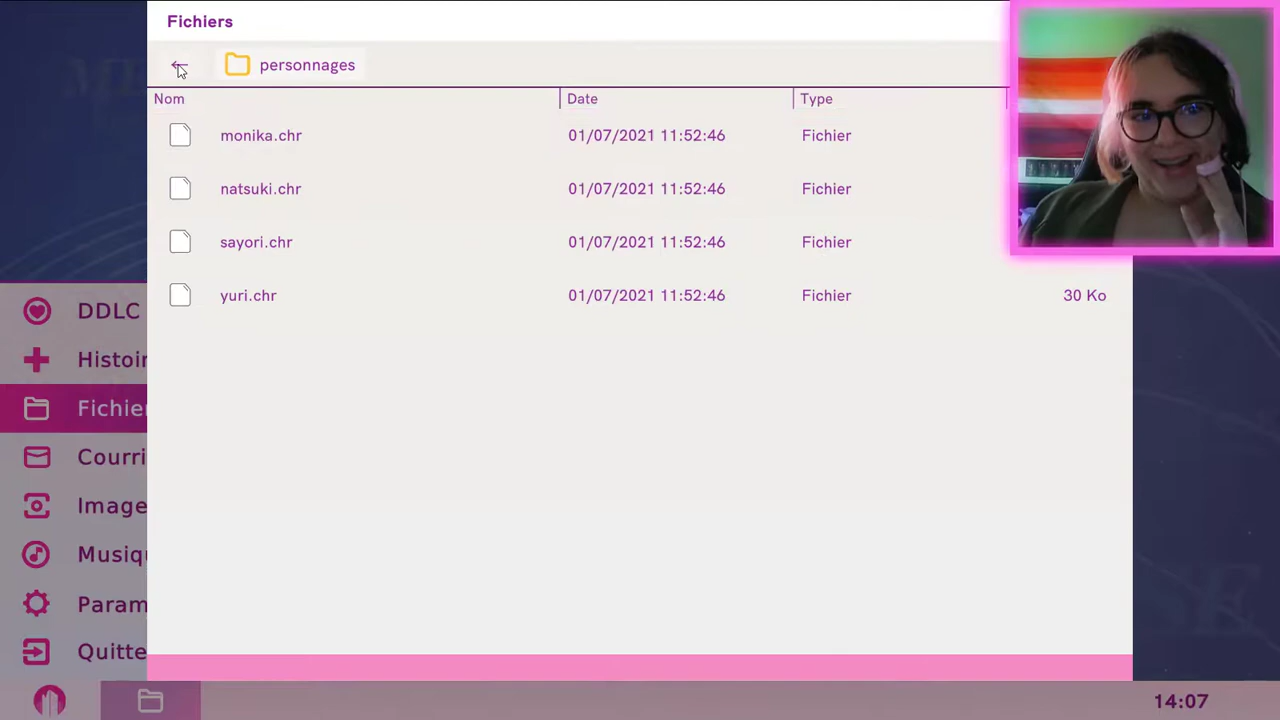 Fichiers
personnages
Nom Date Type
monika.chr 01/07/2021 11:52:46 Fichier
natsuki.chr 01/07/2021 11:52:46 Fichier
sayori.chr 01/07/2021 11:52:46 Fichier
yuri.chr 01/07/2021 11:52:46 Fichier 30 Ko
DDLC
Histoir
Fichier
Courri
Image
Musiqu
Param
Quitte
14:07